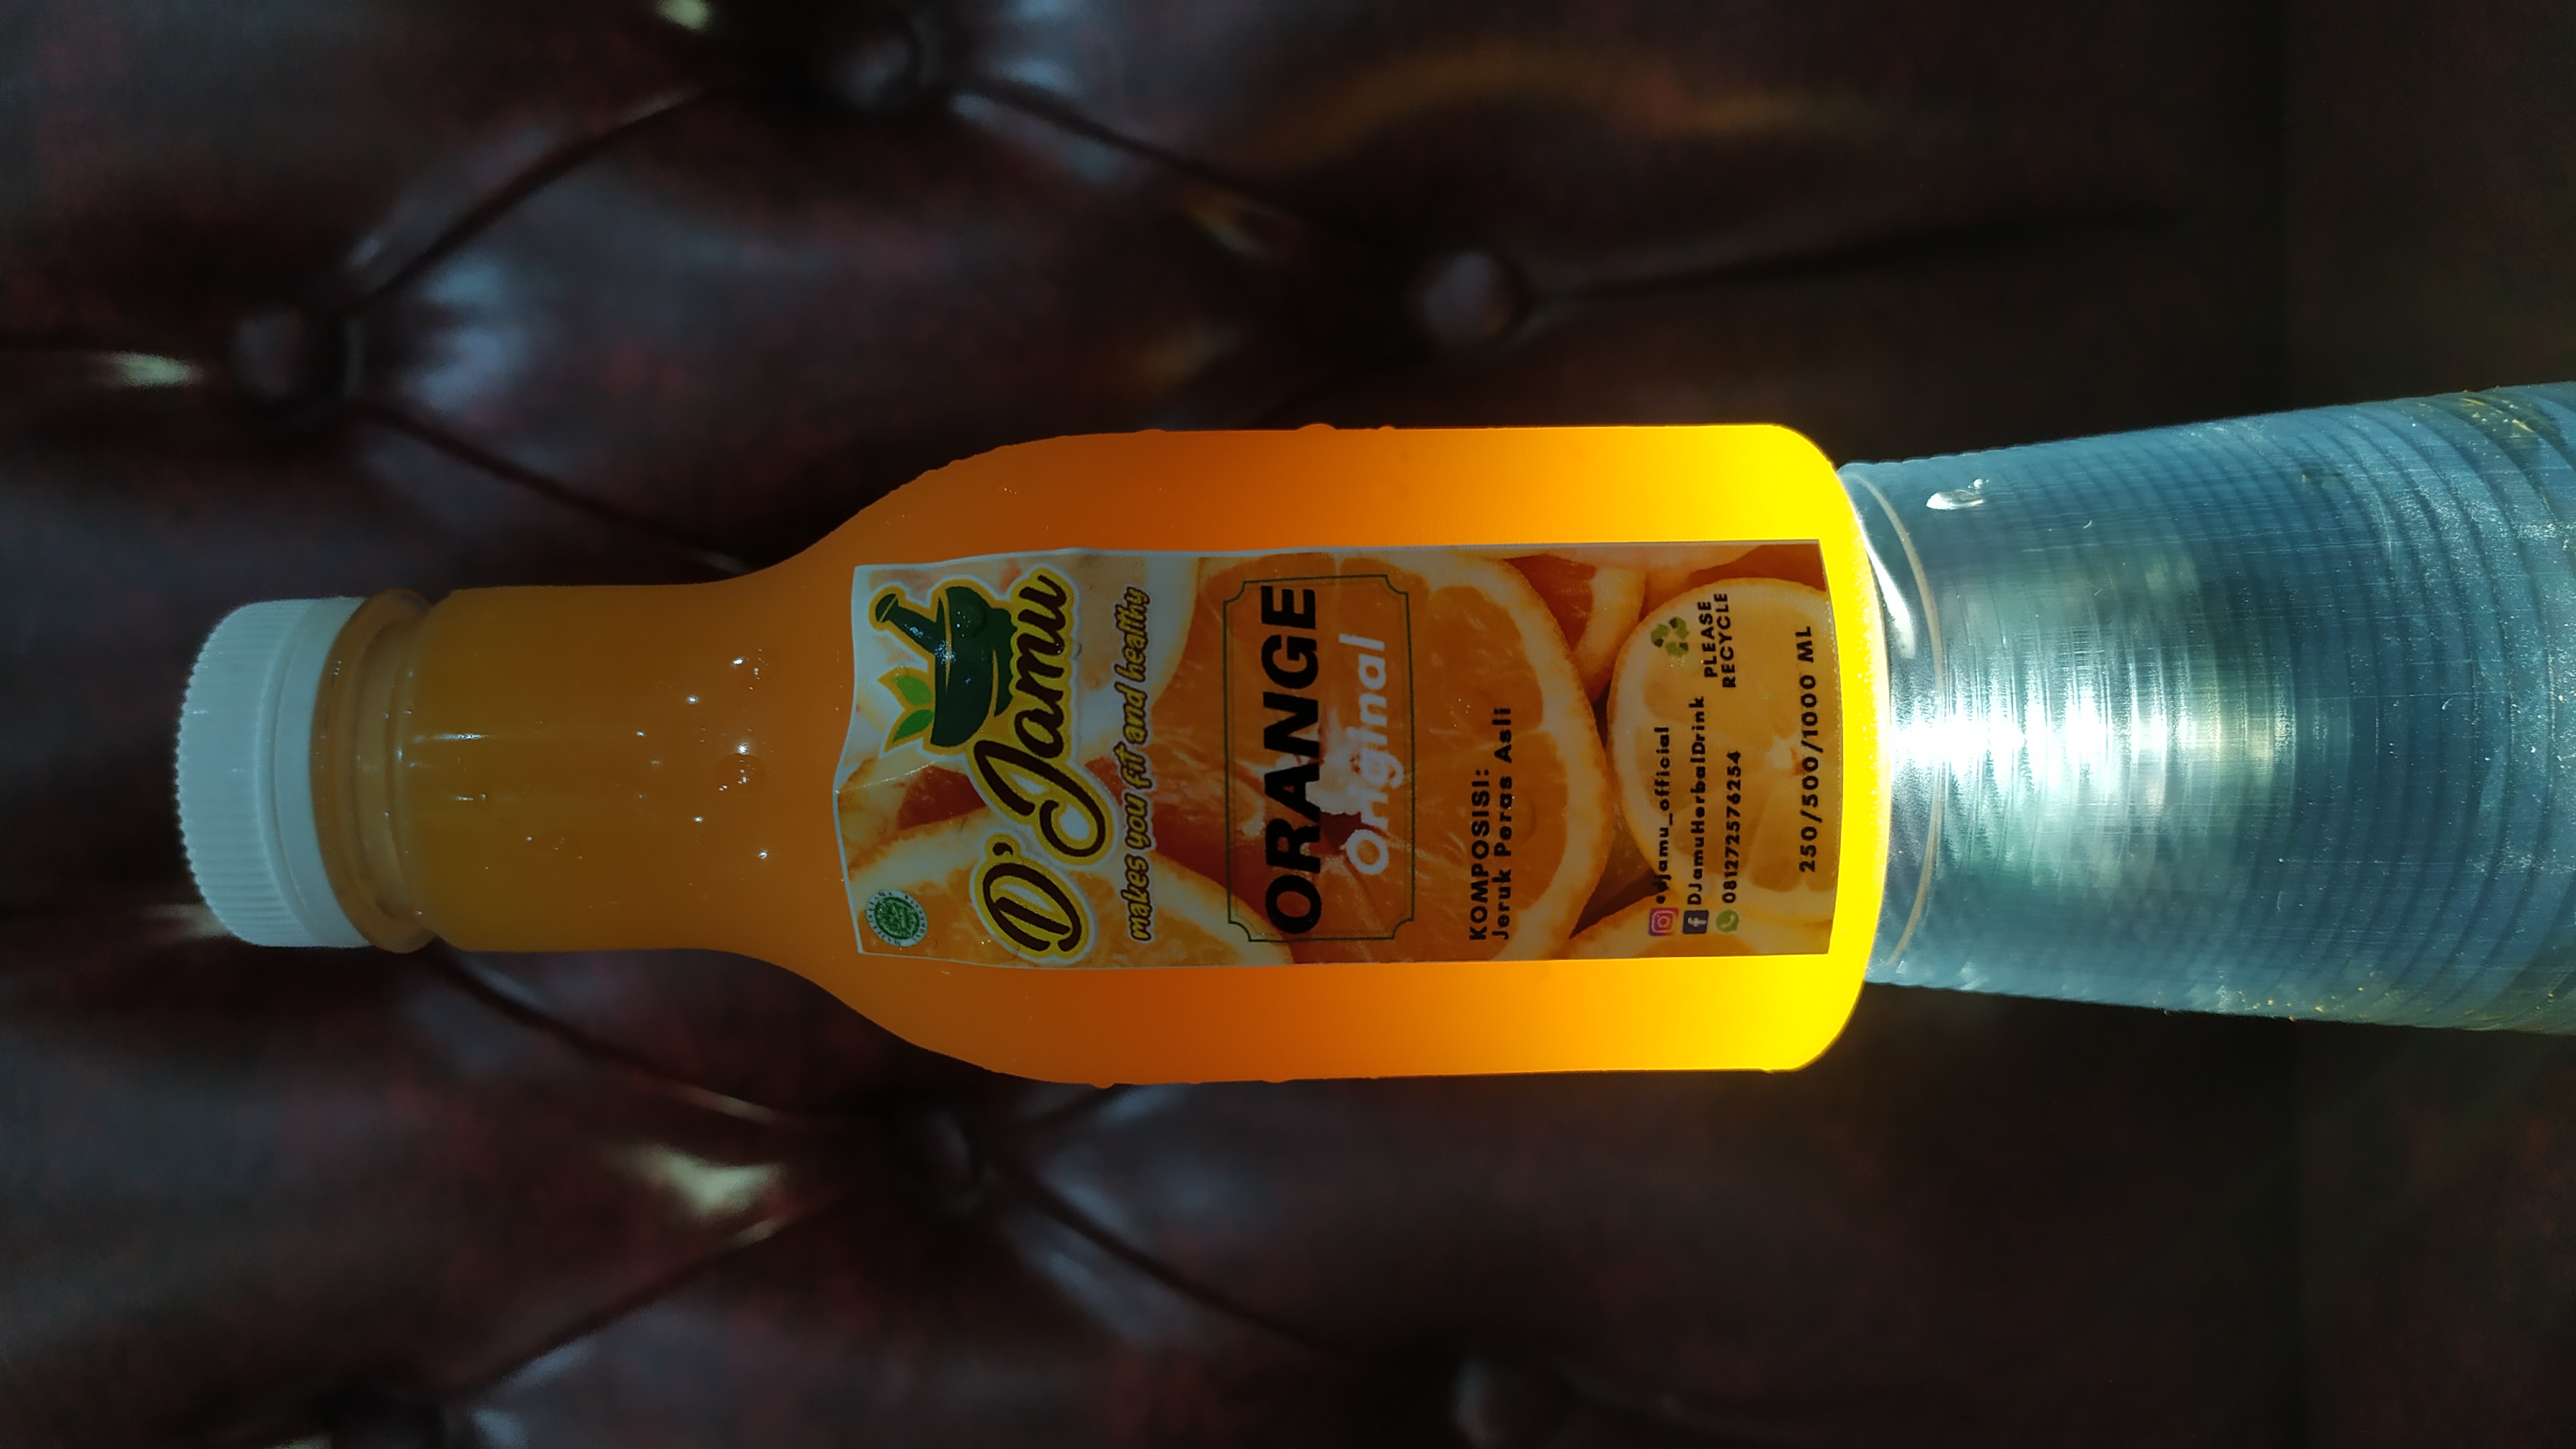 D'Jamu
makes you fit and healthy
ORANGE
Original
KOMPOSISI:
Jeruk Peras Asli
@djamu_official
DJamuHerbalDrink
081272576254
PLEASE
RECYCLE
250/500/1000 ML